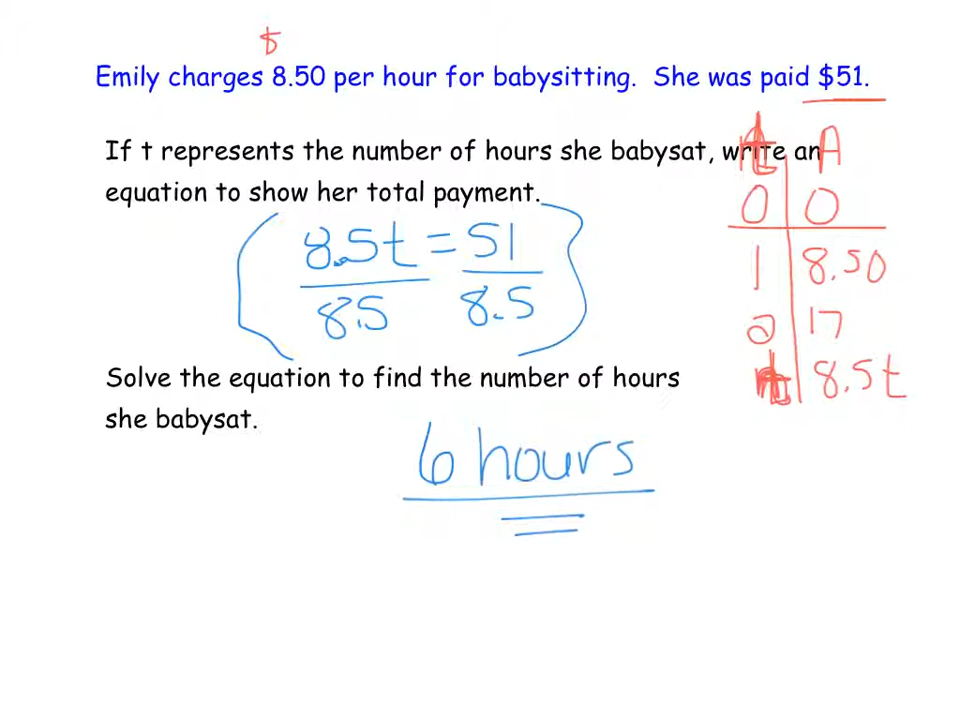 $
Emily charges 8.50 per hour for babysitting. She was paid $51.
If t represents the number of hours she babysat, write an
equation to show her total payment.
8.5t = 51
8.5 8.5
t A
0 0
1 8.50
2 17
t 8.5t
Solve the equation to find the number of hours
she babysat.
6 hours